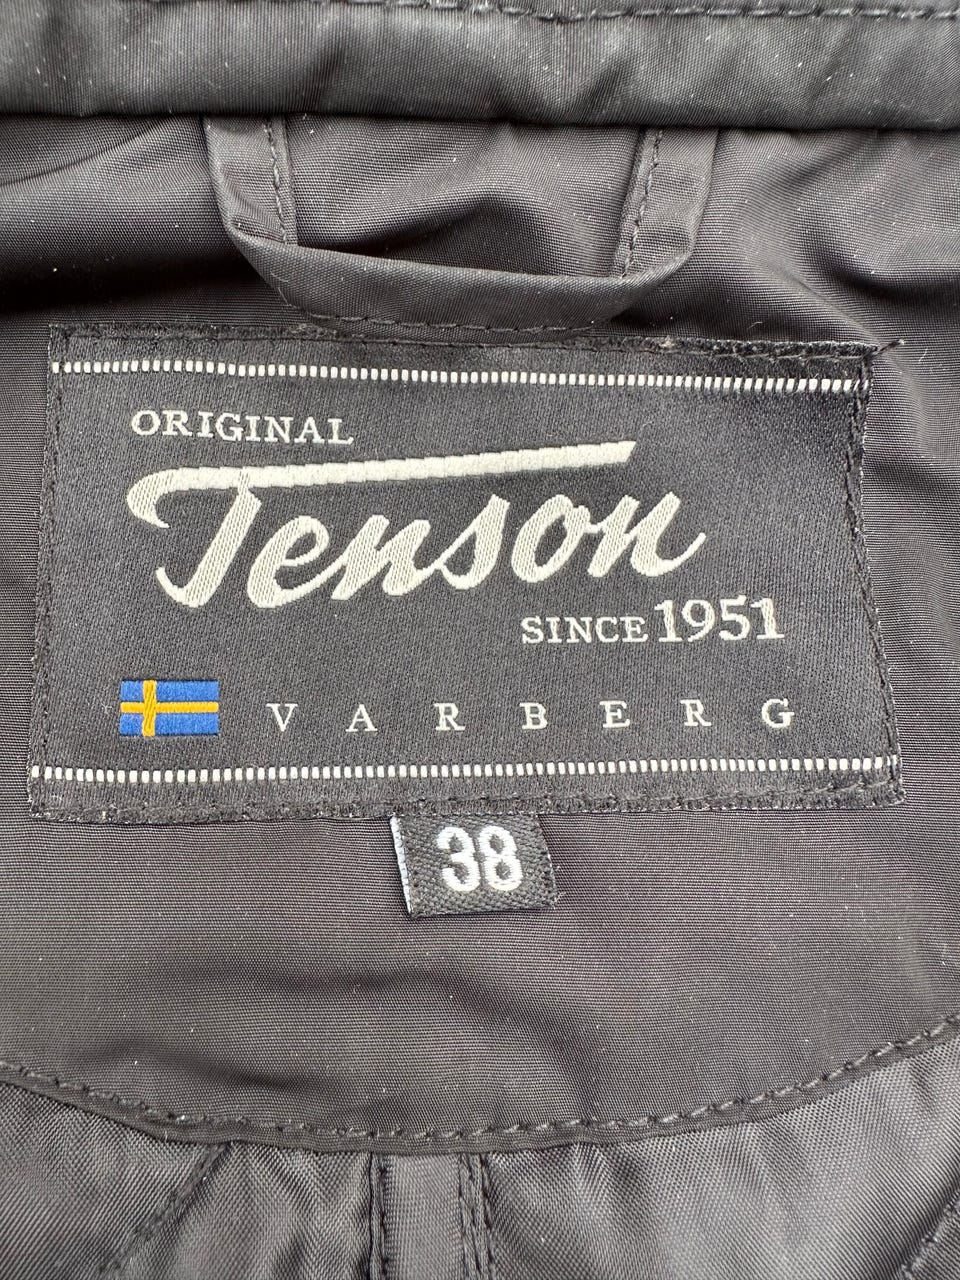 ORIGINAL
Tenson
SINCE 1951
VARBERG
38